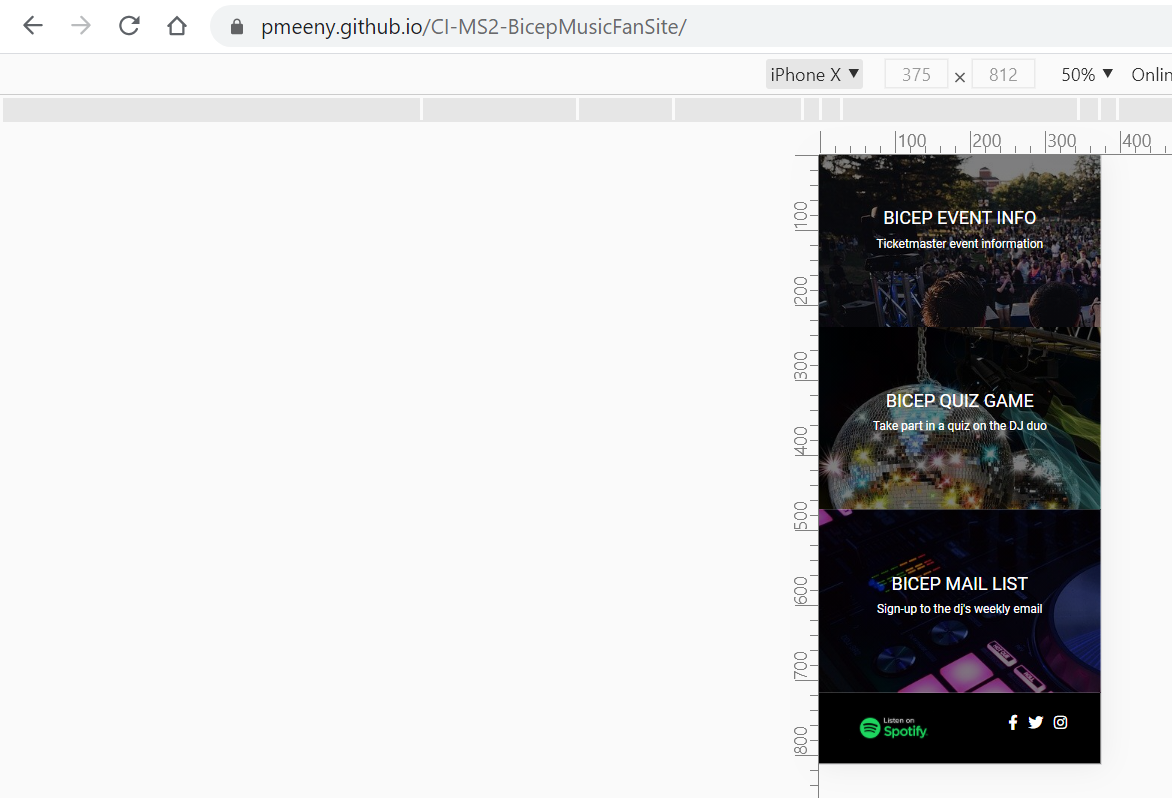 pmeeny.github.io/CI-MS2-BicepMusicFanSite/
iPhone X ▼ 375 × 812 50% ▼ Onlin
100 200 300 400
100
200
300
400
500
600
700
800
BICEP EVENT INFO
Ticketmaster event information
BICEP QUIZ GAME
Take part in a quiz on the DJ duo
BICEP MAIL LIST
Sign-up to the dj's weekly email
Listen on
Spotify